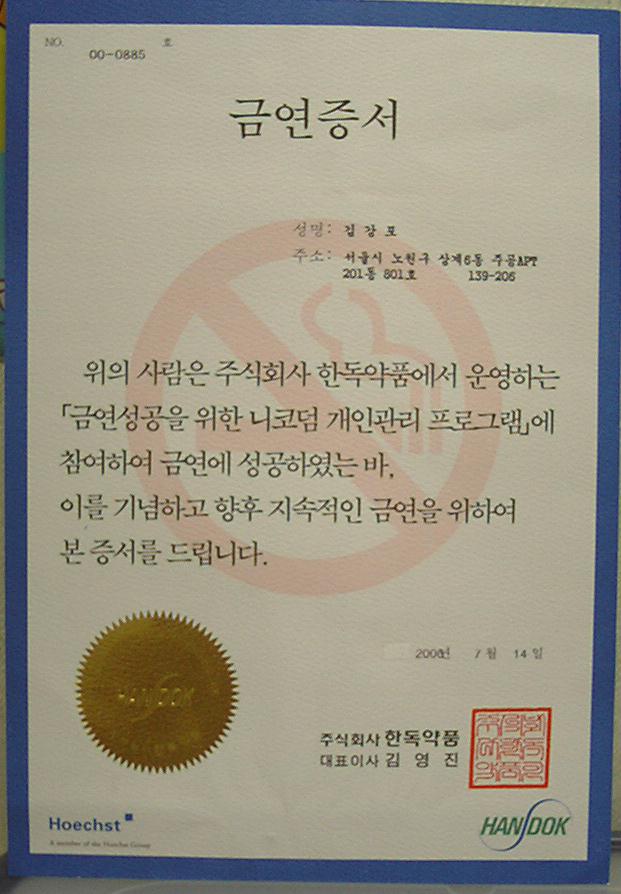 NO. 호
00-0885
금연증서
성명: 김강포
주소: 서울시 노원구 상계6동 주공APT
201동 801호 139-206
위의 사람은 주식회사 한독약품에서 운영하는
「금연성공을 위한 니코덤 개인관리 프로그램」에
참여하여 금연에 성공하였는 바,
이를 기념하고 향후 지속적인 금연을 위하여
본 증서를 드립니다.
7월 14일
HANDOK
주식회사 한독약품
대표이사 김영진
Hoechst
A member of the Hoechst Group
HANDOK